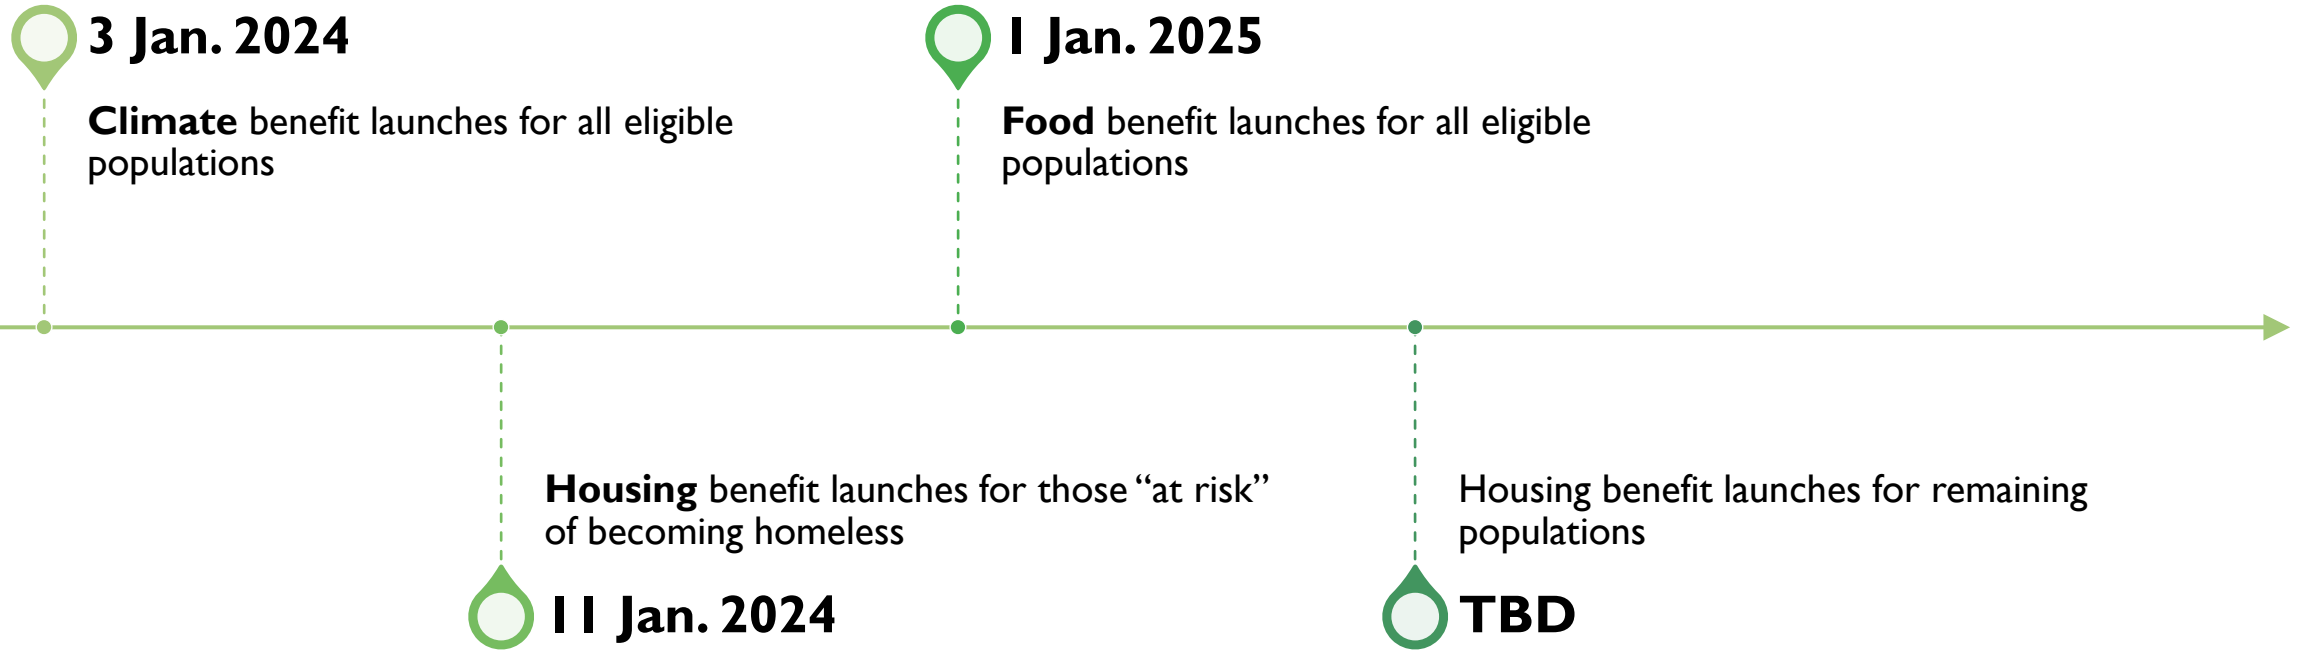 3 Jan. 2024
Climate benefit launches for all eligible
populations
1 Jan. 2025
Food benefit launches for all eligible
populations
Housing benefit launches for those “at risk”
of becoming homeless
11 Jan. 2024
Housing benefit launches for remaining
populations
TBD